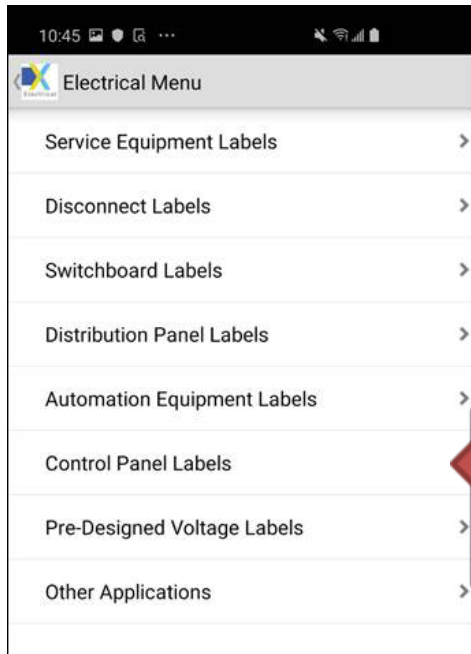 10:45
Electrical
Electrical Menu
Service Equipment Labels
Disconnect Labels
Switchboard Labels
Distribution Panel Labels
Automation Equipment Labels
Control Panel Labels
Pre-Designed Voltage Labels
Other Applications